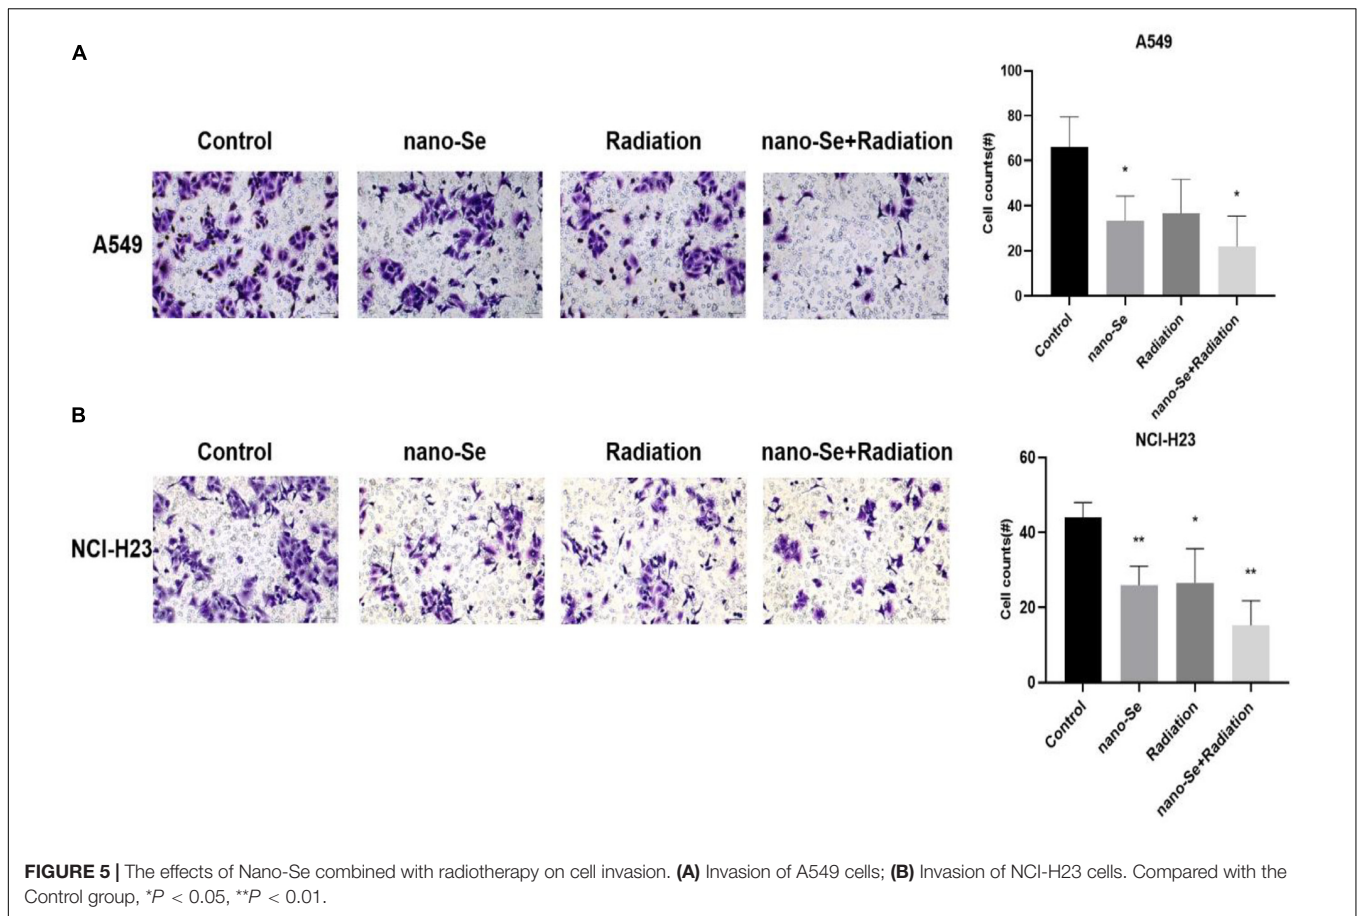 A
Control nano-Se Radiation nano-Se+Radiation
A549
A549
Cell counts(#)
100
80
60
40
20
0
*
*
Control
nano-Se
Radiation
nano-Se+Radiation
B
Control nano-Se Radiation nano-Se+Radiation
NCI-H23
NCI-H23
Cell counts(#)
60
40
20
0
**
*
**
Control
nano-Se
Radiation
nano-Se+Radiation
FIGURE 5 | The effects of Nano-Se combined with radiotherapy on cell invasion. (A) Invasion of A549 cells; (B) Invasion of NCI-H23 cells. Compared with the
Control group, *P < 0.05, **P < 0.01.